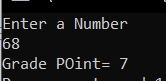 Enter a Number
68
Grade POint= 7